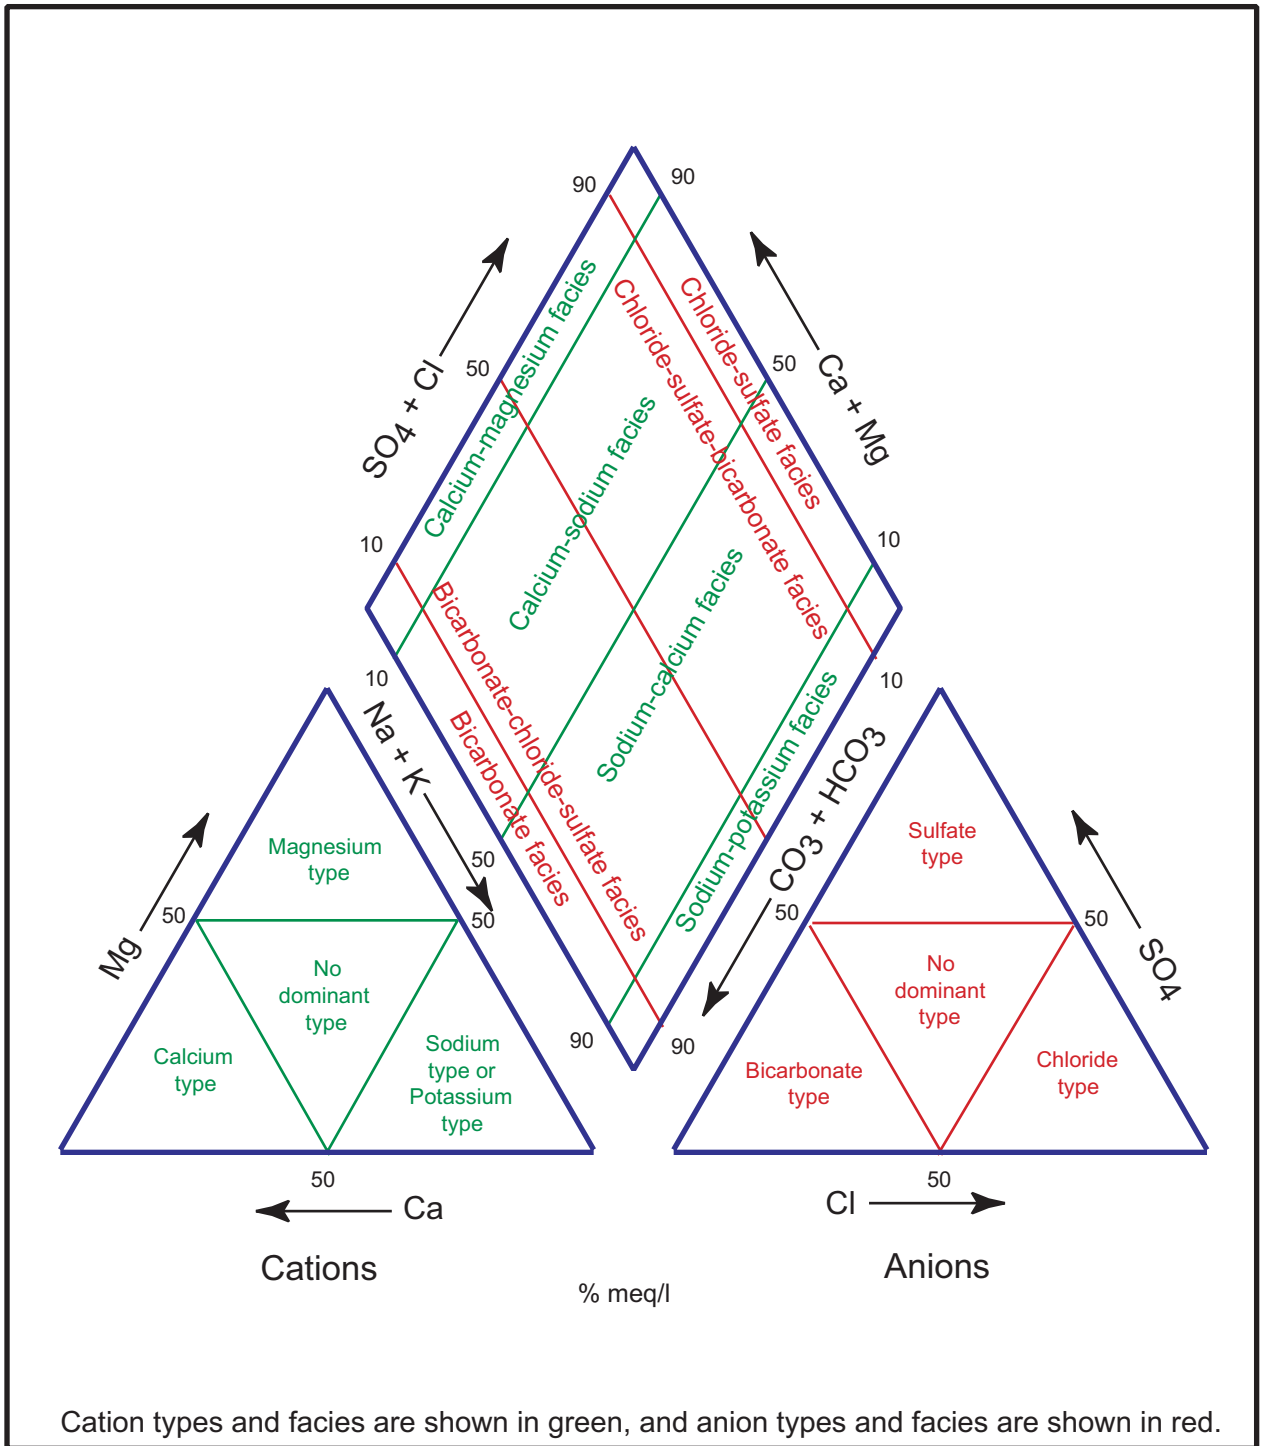 90
90
SO4 + Cl
Ca + Mg
Calcium-magnesium facies
Chloride-sulfate-bicarbonate facies
Chloride-sulfate facies
50
50
Calcium-sodium facies
10
10
Sodium-calcium facies
Bicarbonate-chloride-sulfate facies
Bicarbonate facies
Sodium-potassium facies
10
10
Na + K
CO3 + HCO3
50
90
90
Mg
50
50
Magnesium
type
No
dominant
type
Calcium
type
Sodium
type or
Potassium
type
50
Ca
Cations
50
50
SO4
Sulfate
type
No
dominant
type
Bicarbonate
type
Chloride
type
50
Cl
Anions
% meq/l
Cation types and facies are shown in green, and anion types and facies are shown in red.